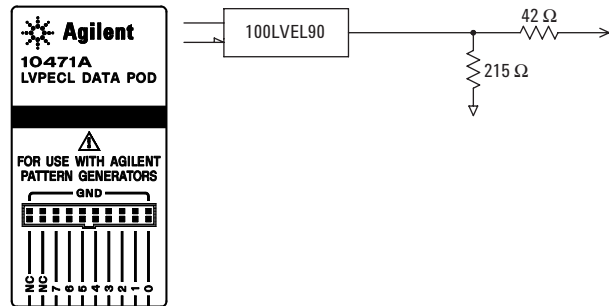 Agilent
10471A
LVPECL DATA POD
FOR USE WITH AGILENT
PATTERN GENERATORS
GND
NC NC 7 6 5 4 3 2 1 0
100LVEL90
42 Ω
215 Ω